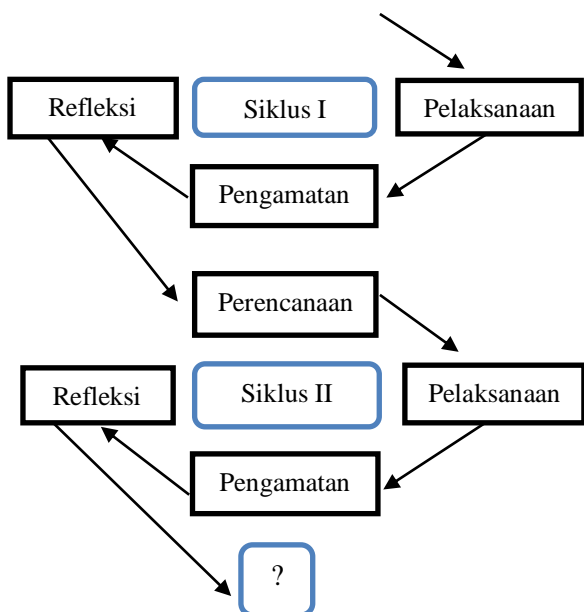 Refleksi
Siklus I
Pelaksanaan
Pengamatan
Perencanaan
Refleksi
Siklus II
Pelaksanaan
Pengamatan
?